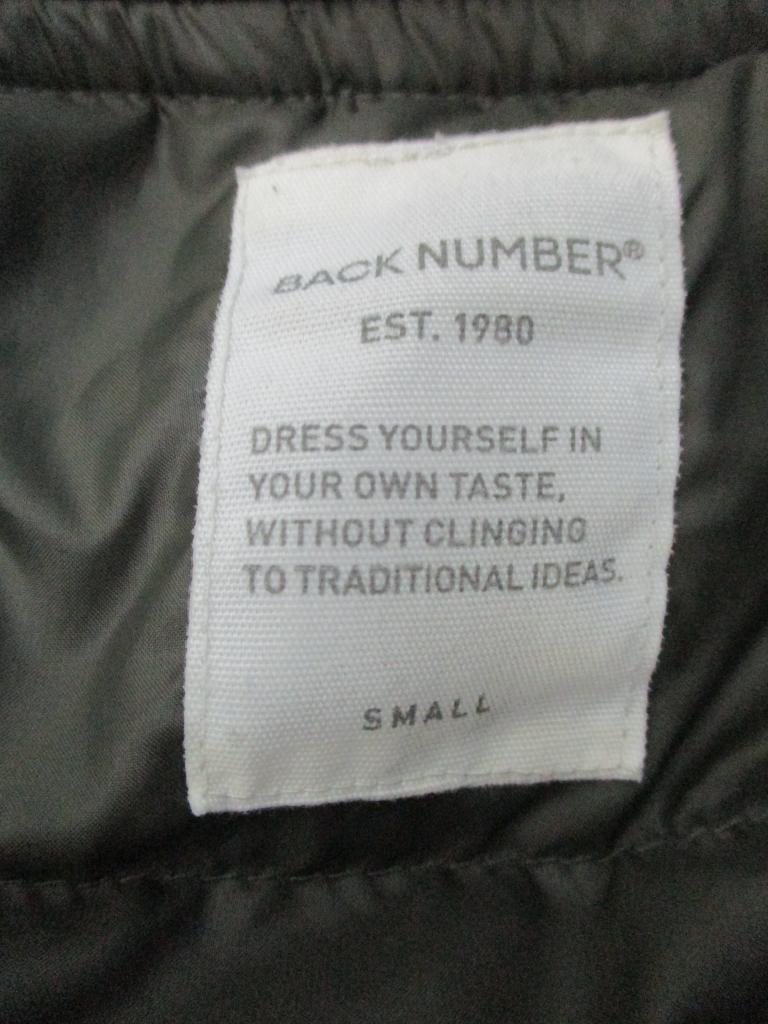 BACK NUMBER®
EST. 1980
DRESS YOURSELF IN
YOUR OWN TASTE,
WITHOUT CLINGING
TO TRADITIONAL IDEAS.
SMALL